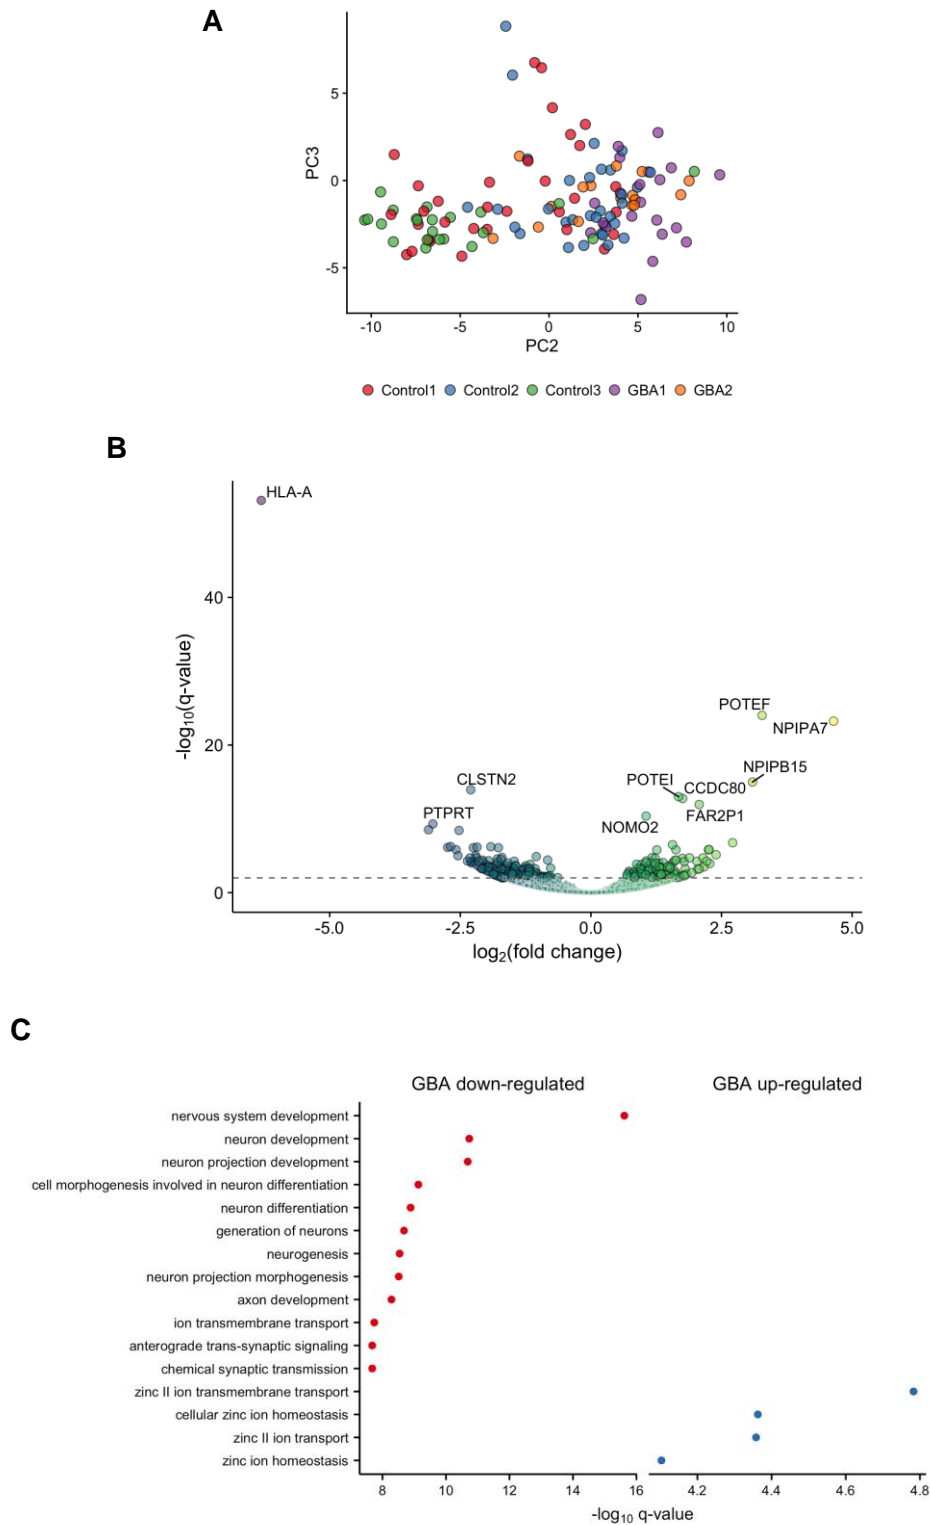 A
PC3
5
0
-5
-10
-5
0
5
10
PC2
Control1
Control2
Control3
GBA1
GBA2
B
HLA-A
40
-log10(q-value)
POTEF
NPIPA7
20
NPIPB15
CLSTN2
POTEI
CCDC80
PTPRT
FAR2P1
NOMO2
0
-5.0
-2.5
0.0
2.5
5.0
log2(fold change)
C
GBA down-regulated
GBA up-regulated
nervous system development
neuron development
neuron projection development
cell morphogenesis involved in neuron differentiation
neuron differentiation
generation of neurons
neurogenesis
neuron projection morphogenesis
axon development
ion transmembrane transport
anterograde trans-synaptic signaling
chemical synaptic transmission
zinc II ion transmembrane transport
cellular zinc ion homeostasis
zinc II ion transport
zinc ion homeostasis
8
10
12
14
16
4.2
4.4
4.6
4.8
-log10 q-value